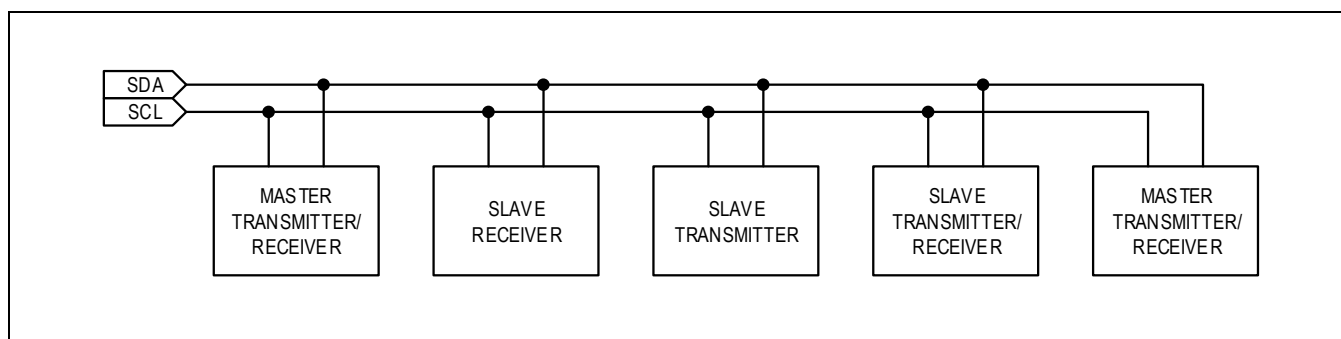 SDA
SCL
MASTER
TRANSMITTER/
RECEIVER
SLAVE
RECEIVER
SLAVE
TRANSMITTER
SLAVE
TRANSMITTER/
RECEIVER
MASTER
TRANSMITTER/
RECEIVER